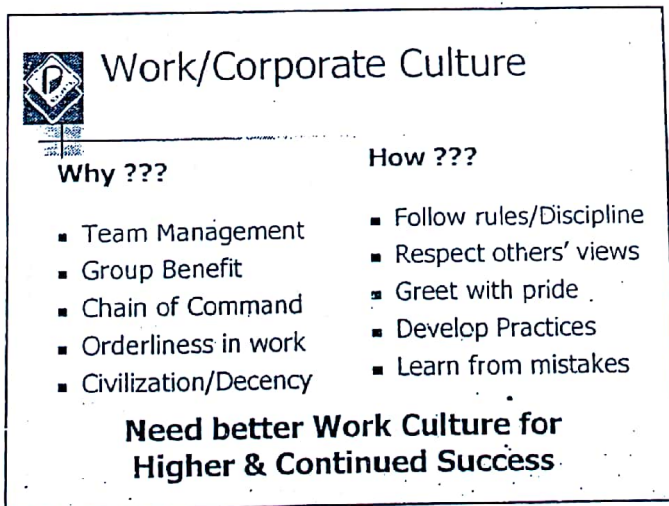 Work/Corporate Culture
Why ???
▪ Team Management
▪ Group Benefit
▪ Chain of Command
▪ Orderliness in work
▪ Civilization/Decency
How ???
▪ Follow rules/Discipline
▪ Respect others' views
▪ Greet with pride
▪ Develop Practices
▪ Learn from mistakes
Need better Work Culture for
Higher & Continued Success